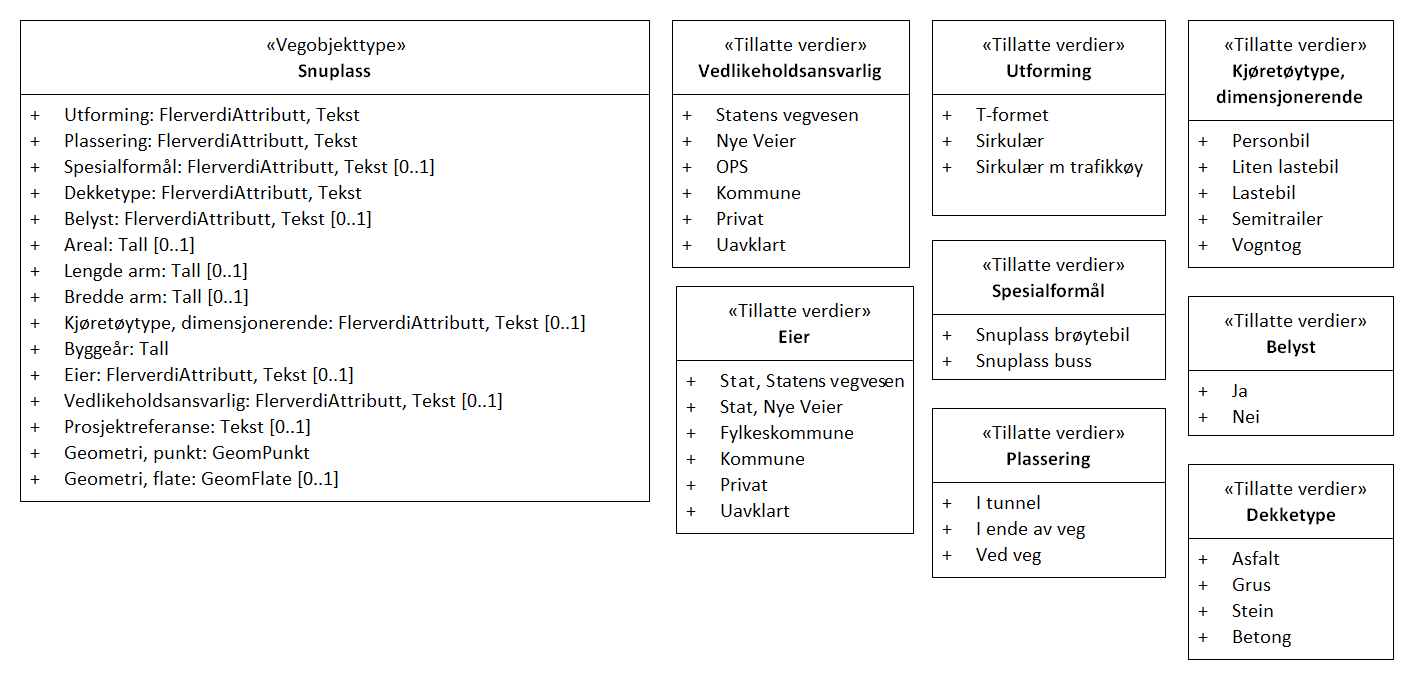 «Vegobjekttype»
Snuplass
+ Utforming: FlerverdiAttributt, Tekst
+ Plassering: FlerverdiAttributt, Tekst
+ Spesialformål: FlerverdiAttributt, Tekst [0..1]
+ Dekketype: FlerverdiAttributt, Tekst
+ Belyst: FlerverdiAttributt, Tekst [0..1]
+ Areal: Tall [0..1]
+ Lengde arm: Tall [0..1]
+ Bredde arm: Tall [0..1]
+ Kjøretøytype, dimensjonerende: FlerverdiAttributt, Tekst [0..1]
+ Byggeår: Tall
+ Eier: FlerverdiAttributt, Tekst [0..1]
+ Vedlikeholdsansvarlig: FlerverdiAttributt, Tekst [0..1]
+ Prosjektreferanse: Tekst [0..1]
+ Geometri, punkt: GeomPunkt
+ Geometri, flate: GeomFlate [0..1]
«Tillatte verdier»
Vedlikeholdsansvarlig
+ Statens vegvesen
+ Nye Veier
+ OPS
+ Kommune
+ Privat
+ Uavklart
«Tillatte verdier»
Eier
+ Stat, Statens vegvesen
+ Stat, Nye Veier
+ Fylkeskommune
+ Kommune
+ Privat
+ Uavklart
«Tillatte verdier»
Utforming
+ T-formet
+ Sirkulær
+ Sirkulær m trafikkøy
«Tillatte verdier»
Spesialformål
+ Snuplass brøytebil
+ Snuplass buss
«Tillatte verdier»
Plassering
+ I tunnel
+ I ende av veg
+ Ved veg
«Tillatte verdier»
Kjøretøytype,
dimensjonerende
+ Personbil
+ Liten lastebil
+ Lastebil
+ Semitrailer
+ Vogntog
«Tillatte verdier»
Belyst
+ Ja
+ Nei
«Tillatte verdier»
Dekketype
+ Asfalt
+ Grus
+ Stein
+ Betong